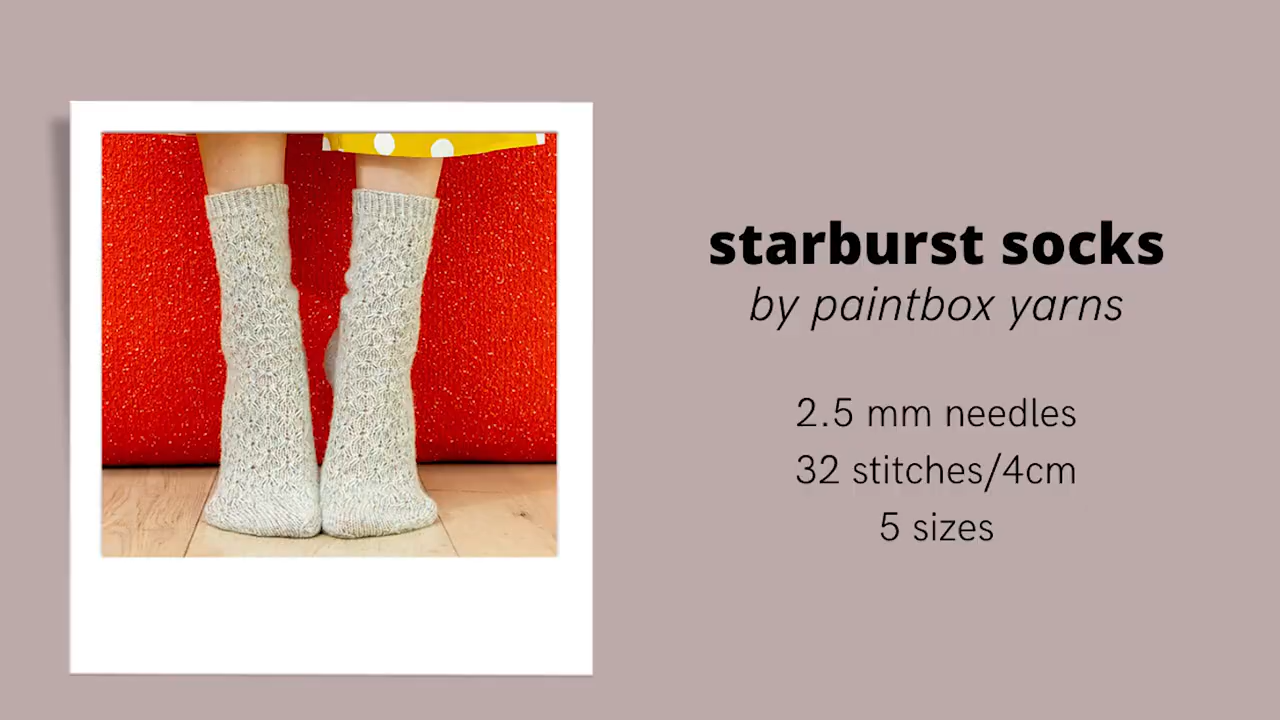 starburst socks
by paintbox yarns
2.5 mm needles
32 stitches/4cm
5 sizes